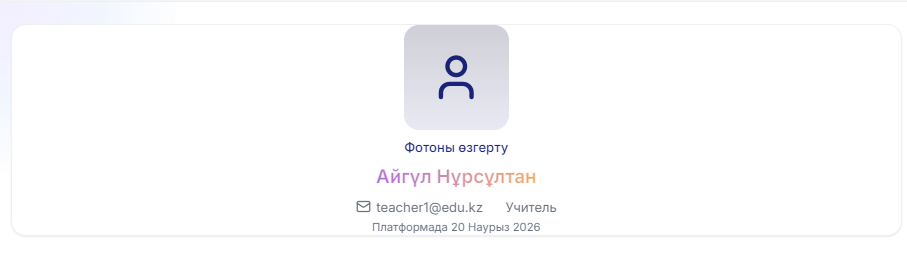 Фотоны өзгерту
Айгүл Нұрсұлтан
teacher1@edu.kz Учитель
Платформада 20 Наурыз 2026